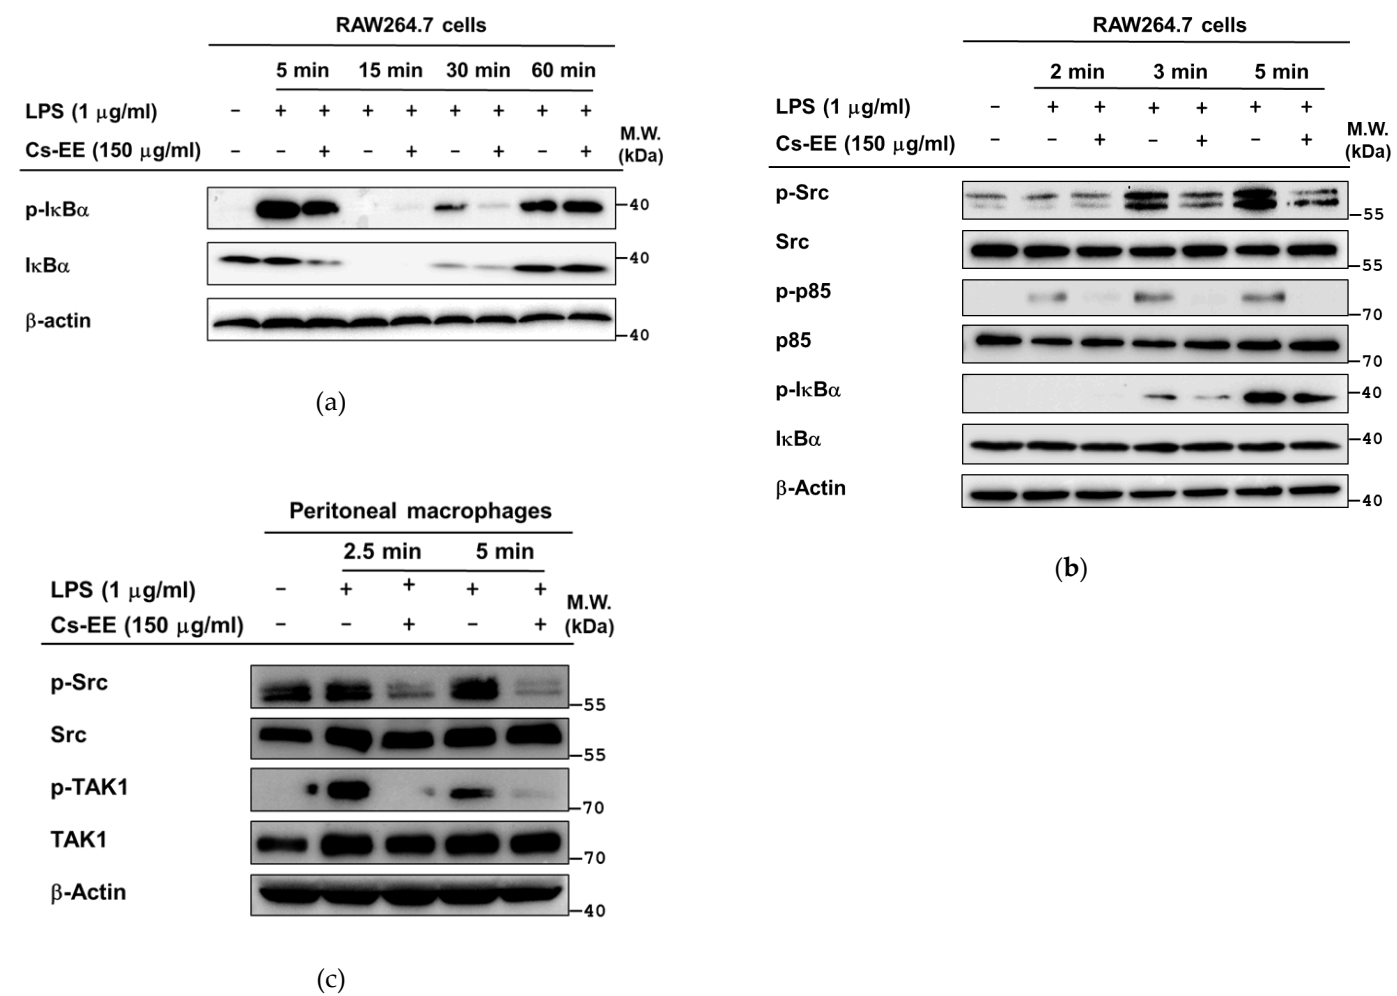 RAW264.7 cells
5 min 15 min 30 min 60 min
LPS (1 μg/ml) − + + + + + + + +
Cs-EE (150 μg/ml) − − + − + − + − +
M.W.
(kDa)
p-IκBα
40
IκBα
40
β-actin
40
(a)
RAW264.7 cells
2 min 3 min 5 min
LPS (1 μg/ml) − + + + + + +
Cs-EE (150 μg/ml) − − + − + − +
M.W.
(kDa)
p-Src
55
Src
55
p-p85
70
p85
70
p-IκBα
40
IκBα
40
β-Actin
40
(b)
Peritoneal macrophages
2.5 min 5 min
LPS (1 μg/ml) − + + + +
Cs-EE (150 μg/ml) − − + − +
M.W.
(kDa)
p-Src
55
Src
55
p-TAK1
70
TAK1
70
β-Actin
40
(c)